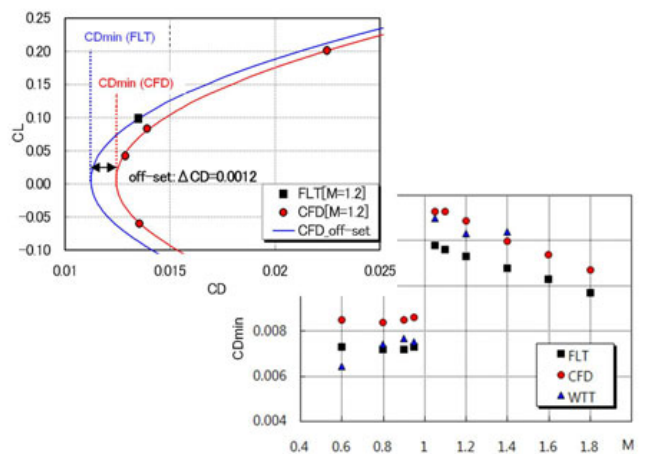 0.25
CDmin (FLT)
0.20
CDmin (CFD)
0.15
0.10
CL
0.05
off-set: ΔCD=0.0012
0.00
FLT[M=1.2]
-0.05
CFD[M=1.2]
CFD_off-set
-0.10
0.01
0.015
0.02
0.025
CD
0.008
CDmin
0.006
FLT
CFD
WTT
0.004
0.4
0.6
0.8
1
1.2
1.4
1.6
1.8
M